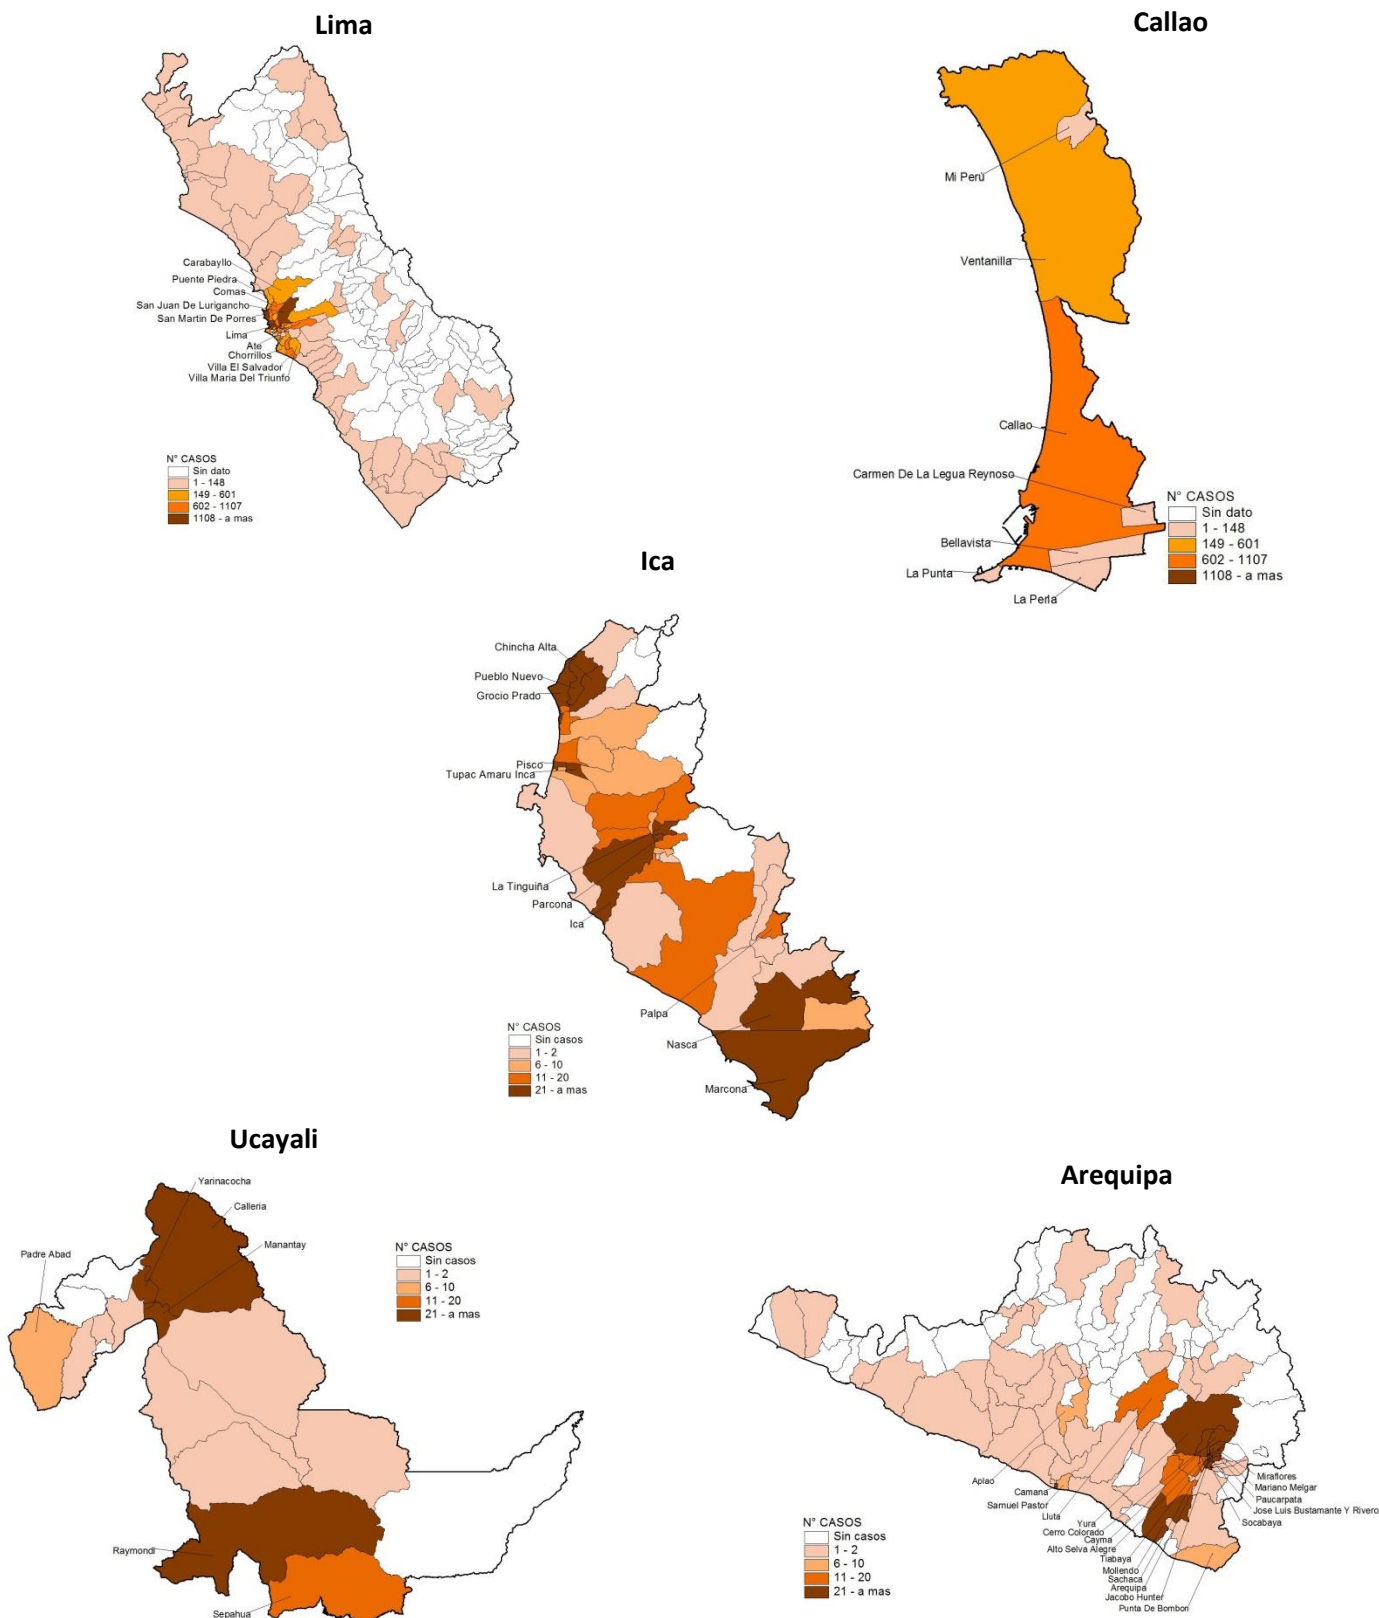 Lima
Carabayllo
Puente Piedra
Comas
San Juan De Lurigancho
San Martin De Porres
Lima
Ate
Chorrillos
Villa El Salvador
Villa Maria Del Triunfo
N° CASOS
Sin dato
1 - 148
149 - 601
602 - 1107
1108 - a mas
Callao
Mi Perú
Ventanilla
Callao
Carmen De La Legua Reynoso
Bellavista
La Punta
La Perla
N° CASOS
Sin dato
1 - 148
149 - 601
602 - 1107
1108 - a mas
Ica
Chincha Alta
Pueblo Nuevo
Grocio Prado
Pisco
Tupac Amaru Inca
La Tinguiña
Parcona
Ica
Palpa
Nasca
Marcona
N° CASOS
Sin casos
1 - 2
6 - 10
11 - 20
21 - a mas
Ucayali
Yarinacocha
Calleria
Manantay
Padre Abad
Raymondi
Sepahua
N° CASOS
Sin casos
1 - 2
6 - 10
11 - 20
21 - a mas
Arequipa
Aplao
Camana
Samuel Pastor
Lluta
Yura
Cerro Colorado
Cayma
Alto Selva Alegre
Tiabaya
Mollendo
Sachaca
Arequipa
Jacobo Hunter
Punta De Bombon
Miraflores
Mariano Melgar
Paucarpata
Jose Luis Bustamante Y Rivero
Socabaya
N° CASOS
Sin casos
1 - 2
6 - 10
11 - 20
21 - a mas